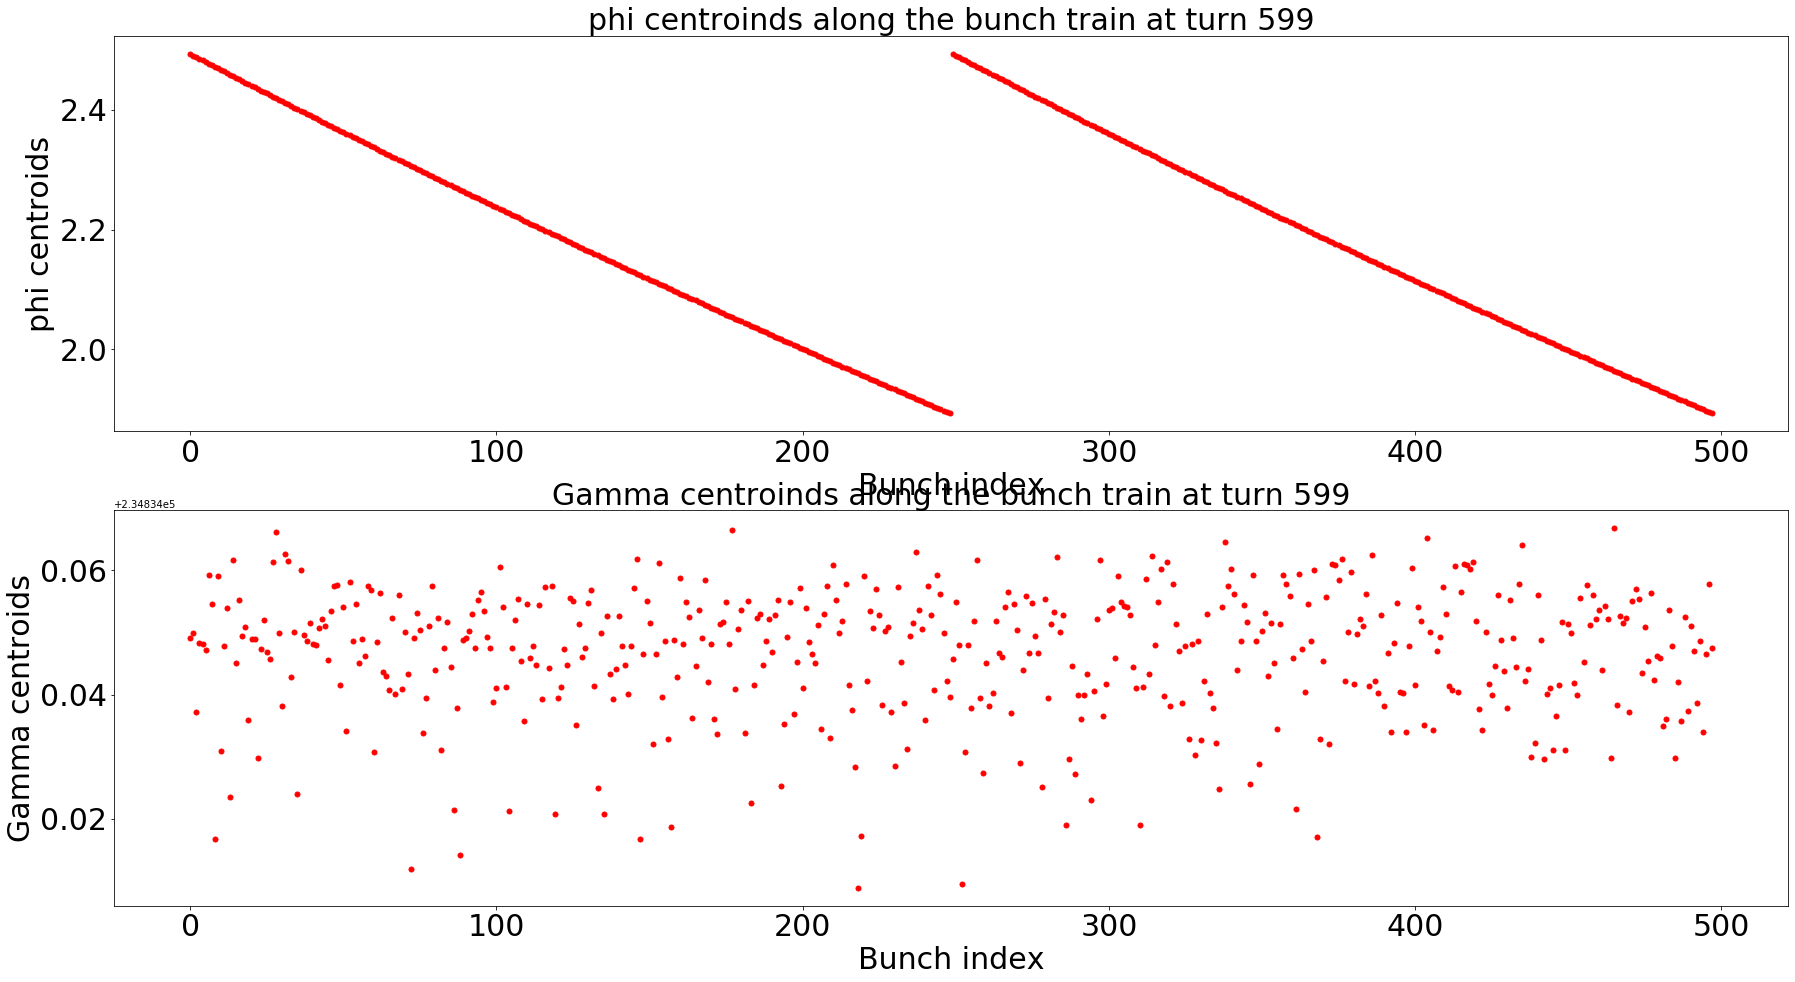 phi centroinds along the bunch train at turn 599
phi centroids
2.4
2.2
2.0
0 100 200 300 400 500
Bunch index
Gamma centroinds along the bunch train at turn 599
+2.34834e5
Gamma centroids
0.06
0.04
0.02
0 100 200 300 400 500
Bunch index